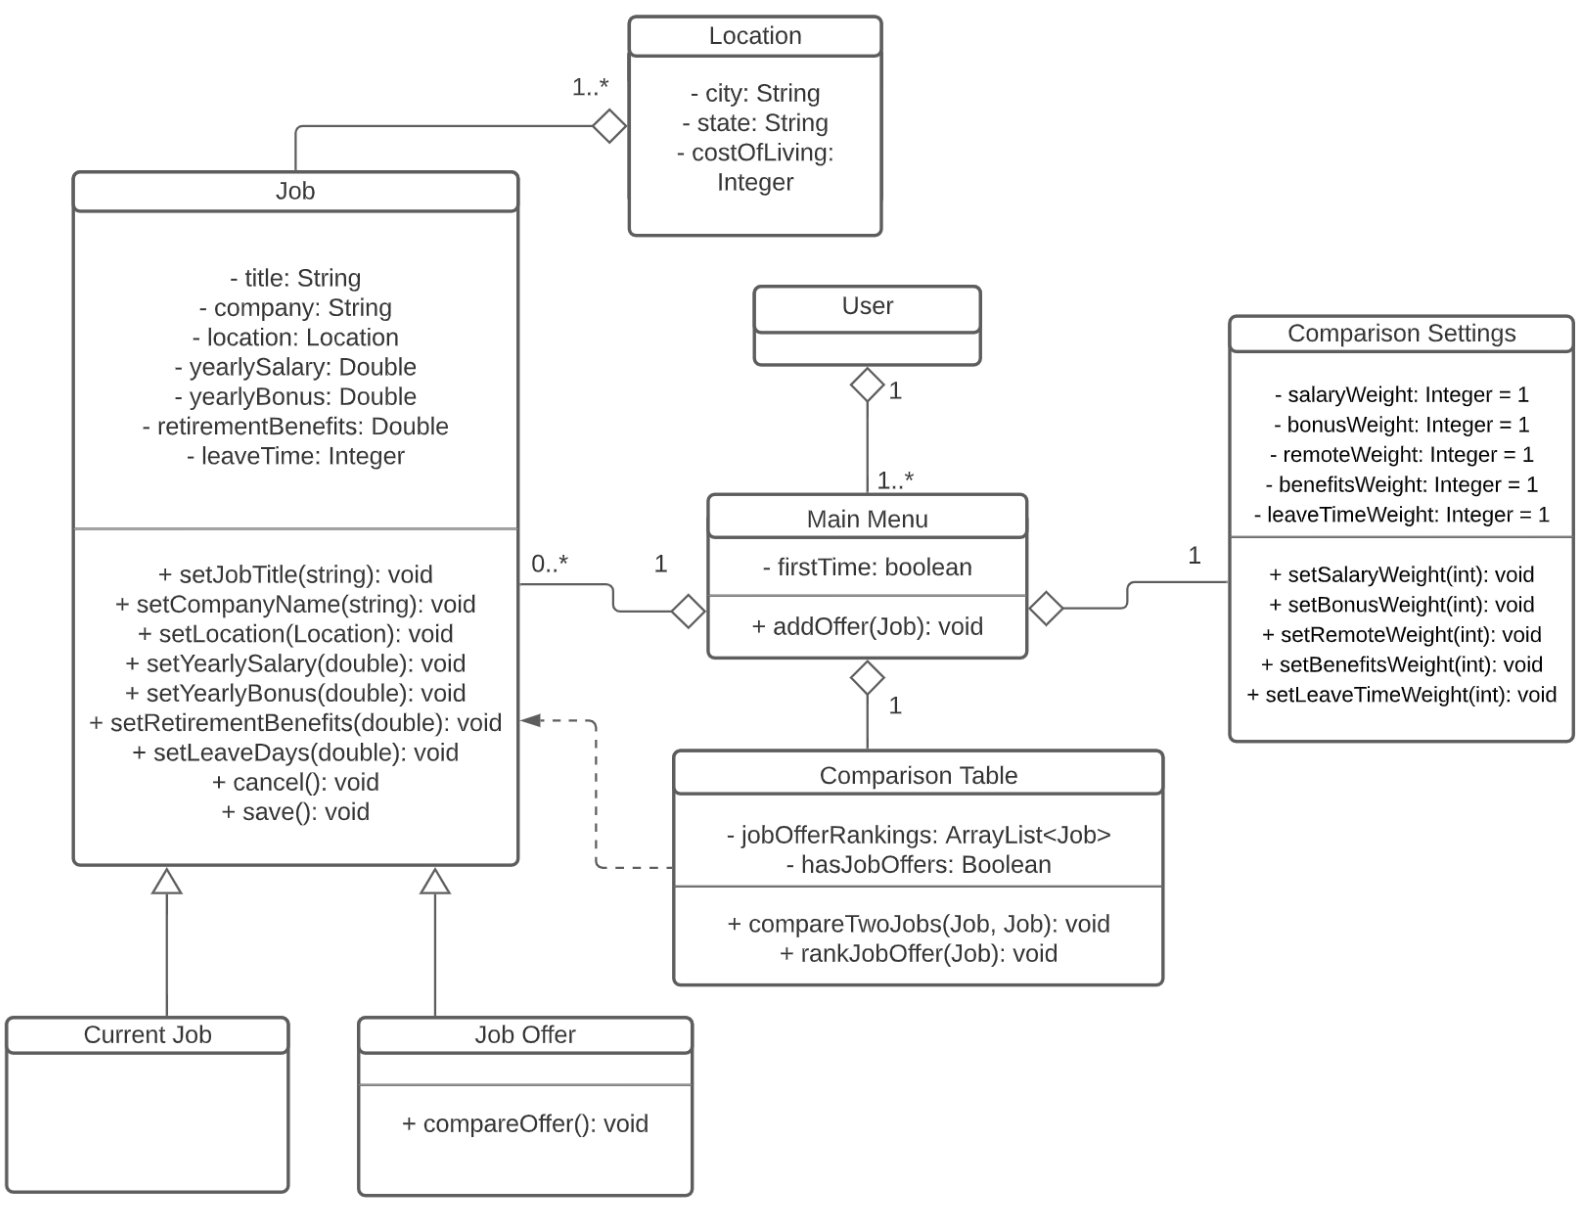 Location
- city: String
- state: String
- costOfLiving:
Integer
1..*
Job
- title: String
- company: String
- location: Location
- yearlySalary: Double
- yearlyBonus: Double
- retirementBenefits: Double
- leaveTime: Integer
+ setJobTitle(string): void
+ setCompanyName(string): void
+ setLocation(Location): void
+ setYearlySalary(double): void
+ setYearlyBonus(double): void
+ setRetirementBenefits(double): void
+ setLeaveDays(double): void
+ cancel(): void
+ save(): void
User
1
1..*
Main Menu
- firstTime: boolean
+ addOffer(Job): void
0..*
1
1
1
Comparison Settings
- salaryWeight: Integer = 1
- bonusWeight: Integer = 1
- remoteWeight: Integer = 1
- benefitsWeight: Integer = 1
- leaveTimeWeight: Integer = 1
+ setSalaryWeight(int): void
+ setBonusWeight(int): void
+ setRemoteWeight(int): void
+ setBenefitsWeight(int): void
+ setLeaveTimeWeight(int): void
Comparison Table
- jobOfferRankings: ArrayList<Job>
- hasJobOffers: Boolean
+ compareTwoJobs(Job, Job): void
+ rankJobOffer(Job): void
Current Job
Job Offer
+ compareOffer(): void